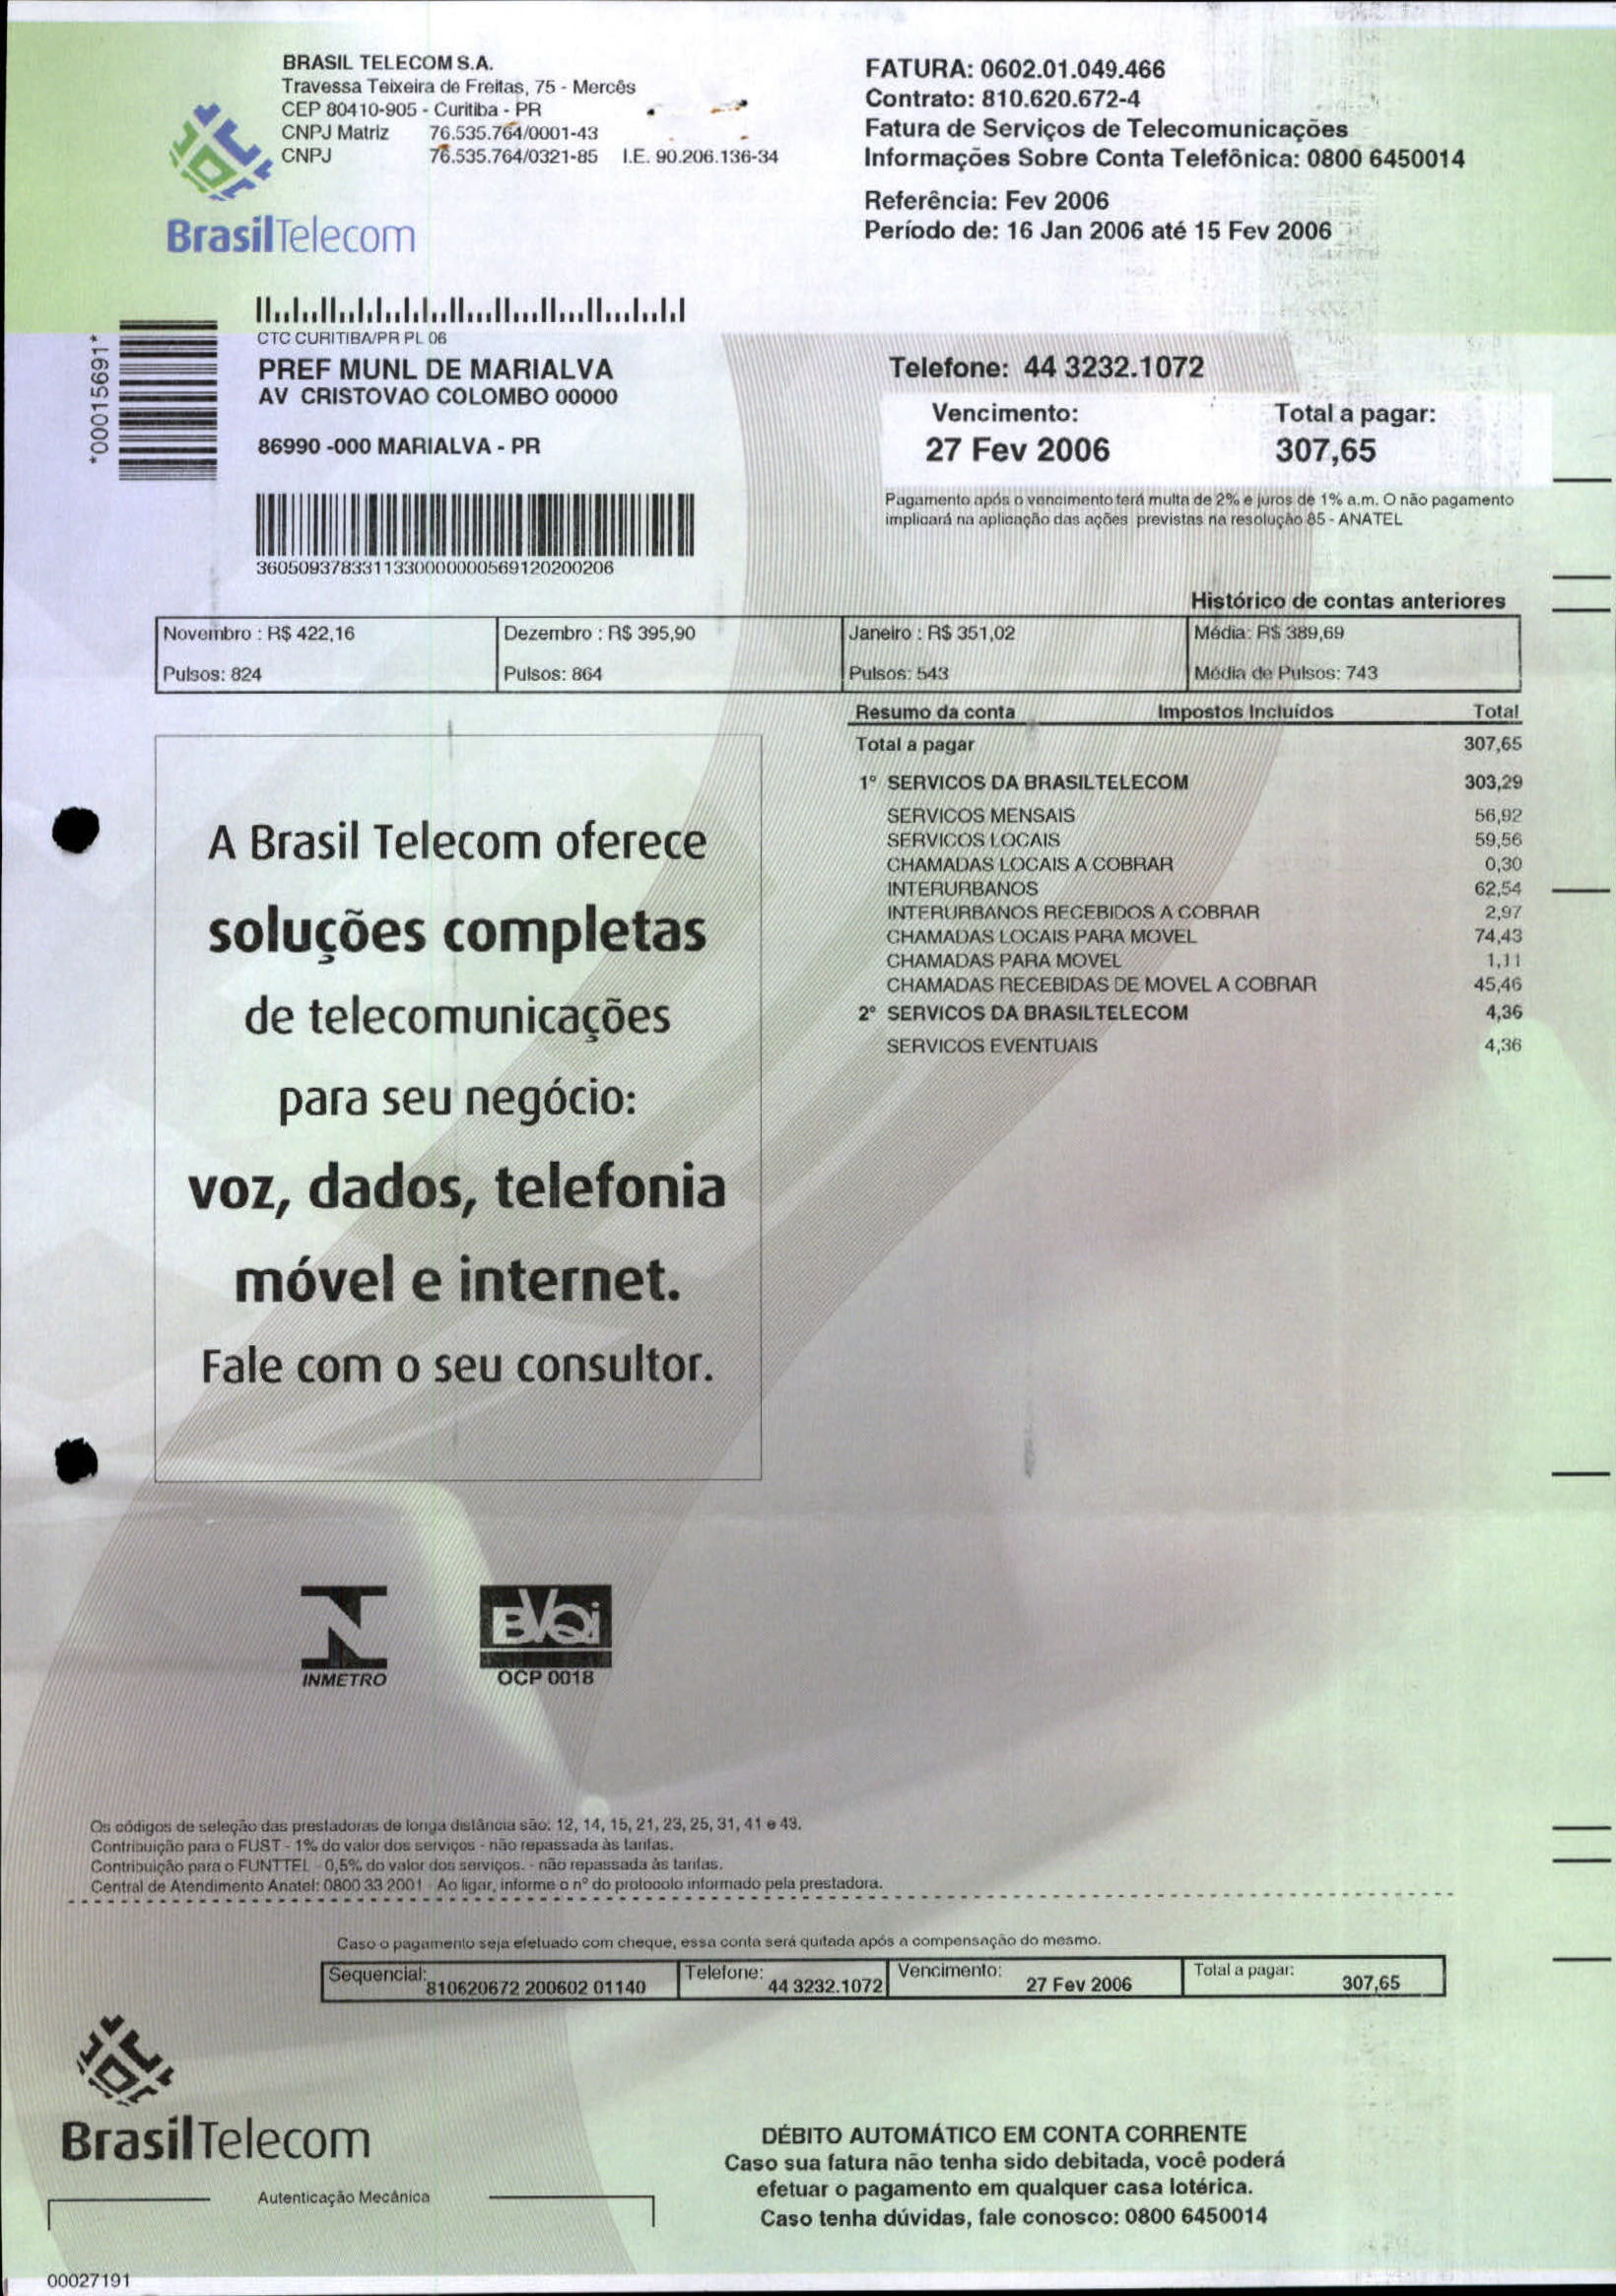 BRASIL TELECOM S.A.
Travessa Teixeira de Freitas, 75 - Mercês
CEP 80410-905 - Curitiba - PR
CNPJ Matriz 76.535.764/0001-43
CNPJ 76.535.764/0321-85 I.E. 90.206.136-34
BrasilTelecom
FATURA: 0602.01.049.466
Contrato: 810.620.672-4
Fatura de Serviços de Telecomunicações
Informações Sobre Conta Telefônica: 0800 6450014
Referência: Fev 2006
Período de: 16 Jan 2006 até 15 Fev 2006
*00015691*
CTC CURITIBA/PR PL 06
PREF MUNL DE MARIALVA
AV CRISTOVAO COLOMBO 00000
86990 -000 MARIALVA - PR
3605093783311330000000569120200206
Telefone: 44 3232.1072
Vencimento: Total a pagar:
27 Fev 2006 307,65
Pagamento após o vencimento terá multa de 2% e juros de 1% a.m. O não pagamento
implicará na aplicação das ações previstas na resolução 85 - ANATEL
Histórico de contas anteriores
Novembro : R$ 422,16 Dezembro : R$ 395,90 Janeiro : R$ 351,02 Média: R$ 389,69
Pulsos: 824 Pulsos: 864 Pulsos: 543 Média de Pulsos: 743
Resumo da conta Impostos Incluídos Total
Total a pagar 307,65
1º SERVICOS DA BRASILTELECOM 303,29
SERVICOS MENSAIS 56,92
SERVICOS LOCAIS 59,56
CHAMADAS LOCAIS A COBRAR 0,30
INTERURBANOS 62,54
INTERURBANOS RECEBIDOS A COBRAR 2,97
CHAMADAS LOCAIS PARA MOVEL 74,43
CHAMADAS PARA MOVEL 1,11
CHAMADAS RECEBIDAS DE MOVEL A COBRAR 45,46
2º SERVICOS DA BRASILTELECOM 4,36
SERVICOS EVENTUAIS 4,36
A Brasil Telecom oferece
soluções completas
de telecomunicações
para seu negócio:
voz, dados, telefonia
móvel e internet.
Fale com o seu consultor.
BVQi
INMETRO OCP 0018
Os códigos de seleção das prestadoras de longa distância são: 12, 14, 15, 21, 23, 25, 31, 41 e 43.
Contribuição para o FUST - 1% do valor dos serviços - não repassada às tarifas.
Contribuição para o FUNTTEL - 0,5% do valor dos serviços. - não repassada às tarifas.
Central de Atendimento Anatel: 0800 33 2001 Ao ligar, informe o nº do protocolo informado pela prestadora.
Caso o pagamento seja efetuado com cheque, essa conta será quitada após a compensação do mesmo.
Sequencial: 810620672 200602 01140 Telefone: 44 3232.1072 Vencimento: 27 Fev 2006 Total a pagar: 307,65
BrasilTelecom
Autenticação Mecânica
DÉBITO AUTOMÁTICO EM CONTA CORRENTE
Caso sua fatura não tenha sido debitada, você poderá
efetuar o pagamento em qualquer casa lotérica.
Caso tenha dúvidas, fale conosco: 0800 6450014
00027191